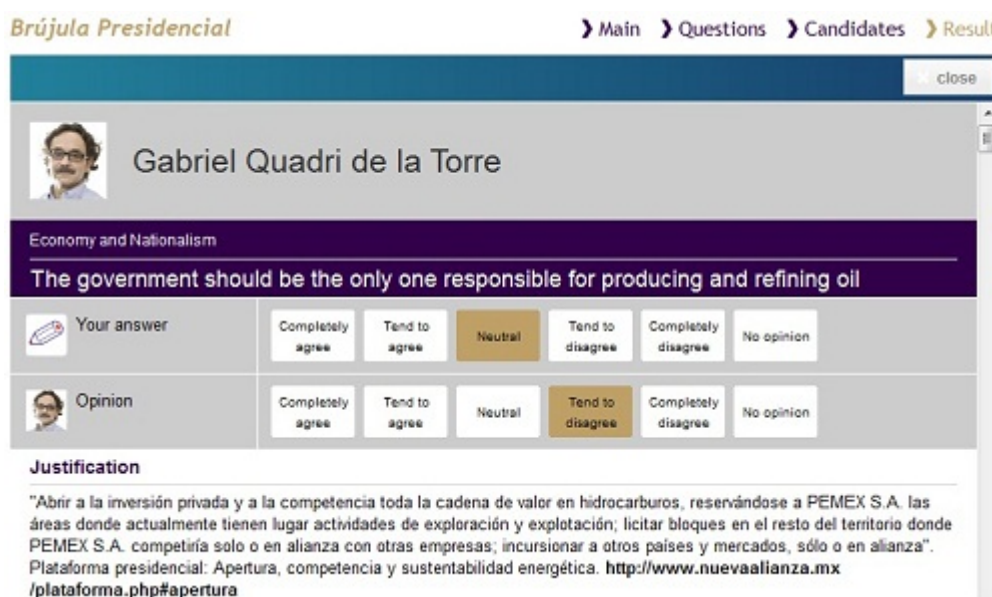 Brújula Presidencial
❯ Main ❯ Questions ❯ Candidates ❯ Result
close
Gabriel Quadri de la Torre
Economy and Nationalism
The government should be the only one responsible for producing and refining oil
Your answer
Completely agree
Tend to agree
Neutral
Tend to disagree
Completely disagree
No opinion
Opinion
Completely agree
Tend to agree
Neutral
Tend to disagree
Completely disagree
No opinion
Justification
"Abrir a la inversión privada y a la competencia toda la cadena de valor en hidrocarburos, reservándose a PEMEX S.A. las
áreas donde actualmente tienen lugar actividades de exploración y explotación; licitar bloques en el resto del territorio donde
PEMEX S.A. competiría solo o en alianza con otras empresas; incursionar a otros países y mercados, sólo o en alianza".
Plataforma presidencial: Apertura, competencia y sustentabilidad energética. http://www.nuevaalianza.mx
/plataforma.php#apertura